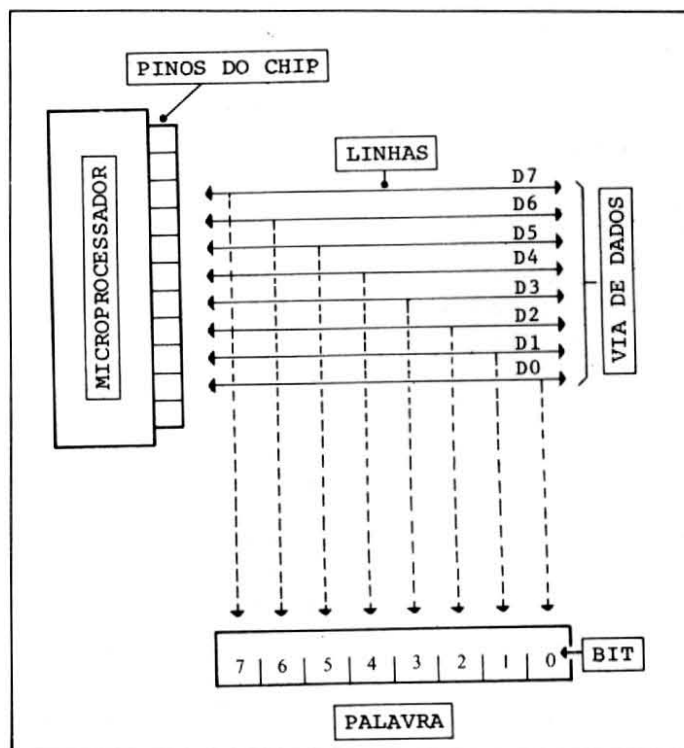 PINOS DO CHIP
MICROPROCESSADOR
LINHAS
D7
D6
D5
D4
D3
D2
D1
D0
VIA DE DADOS
7 6 5 4 3 2 1 0
BIT
PALAVRA